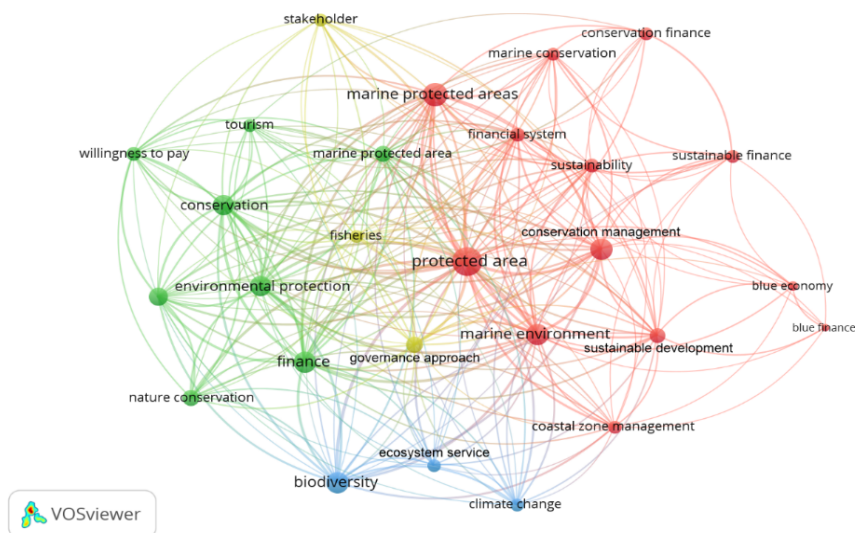 stakeholder
conservation finance
marine conservation
marine protected areas
tourism
financial system
willingness to pay
marine protected area
sustainability
sustainable finance
conservation
fisheries
conservation management
protected area
environmental protection
blue economy
marine environment
blue finance
governance approach
sustainable development
finance
nature conservation
coastal zone management
ecosystem service
biodiversity
climate change
VOSviewer